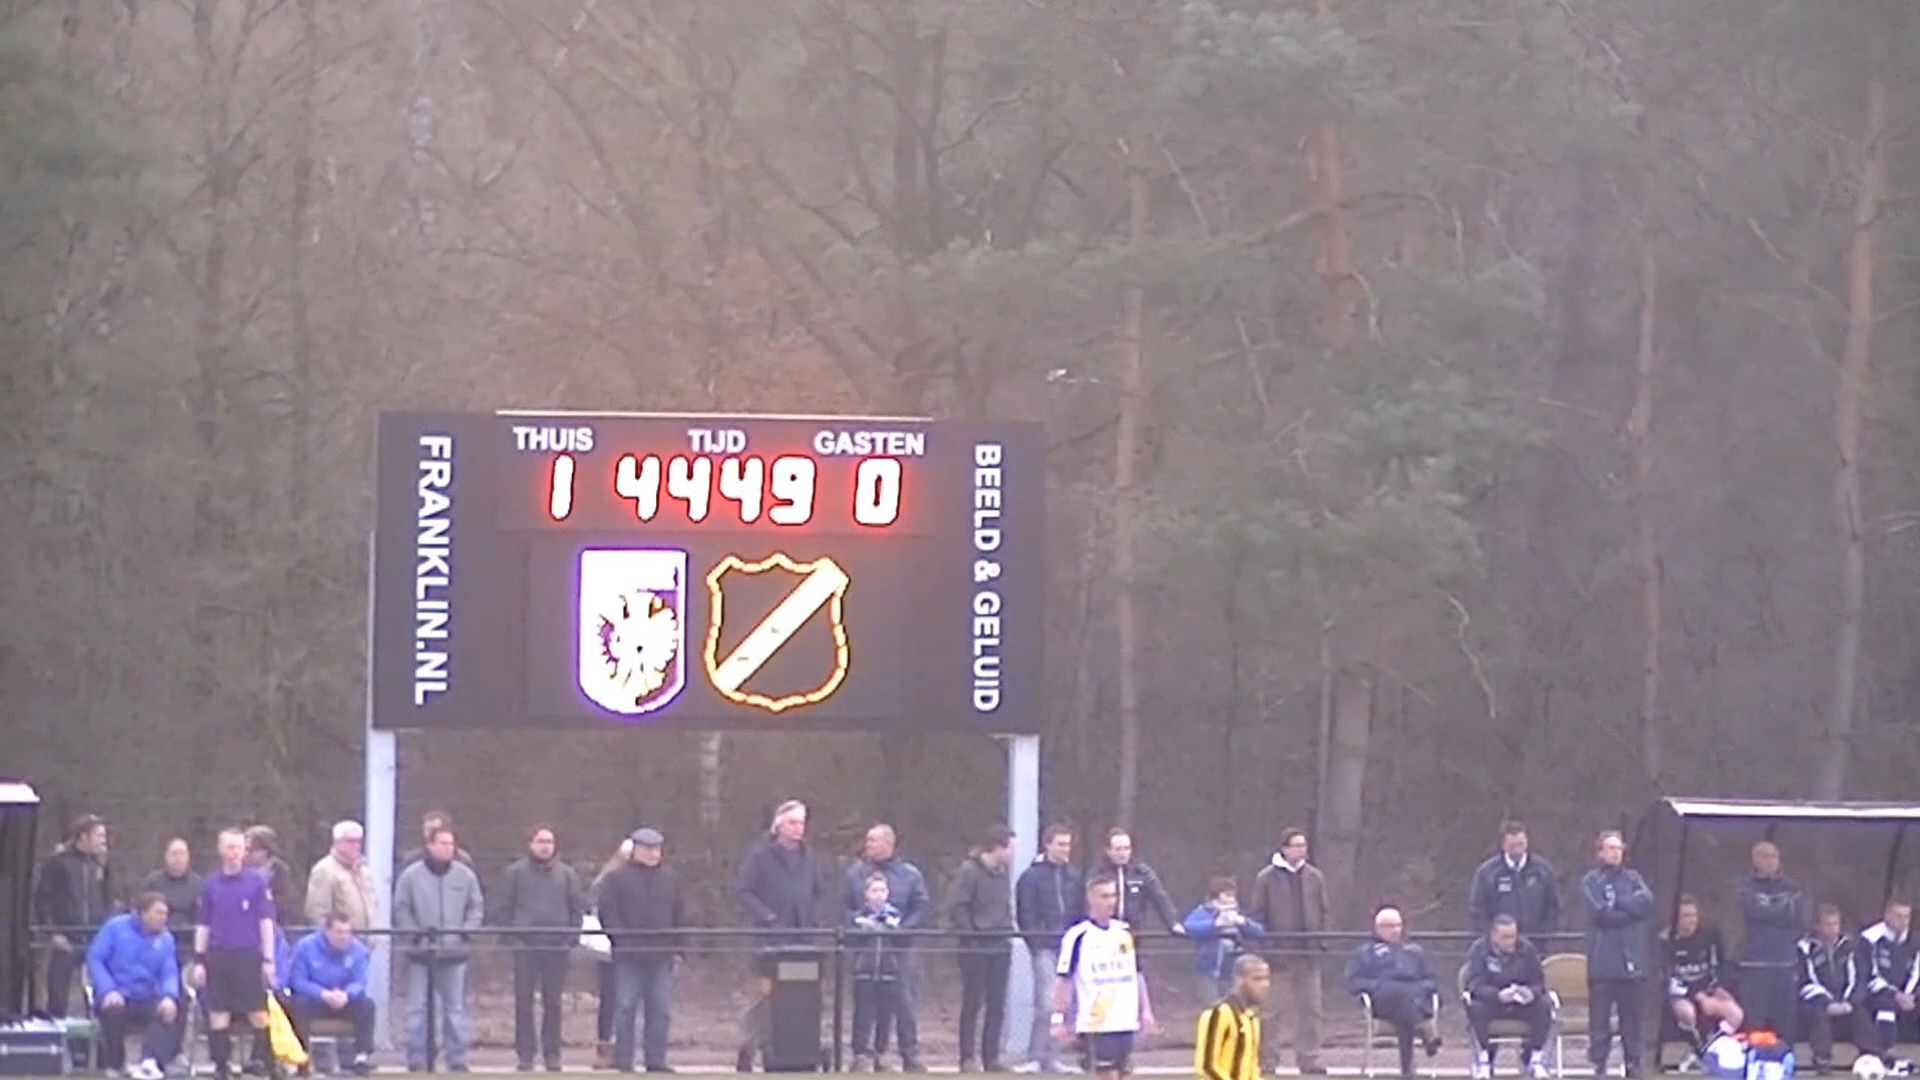 THUIS TIJD GASTEN
1 4449 0
FRANKLIN.NL
BEELD & GELUID